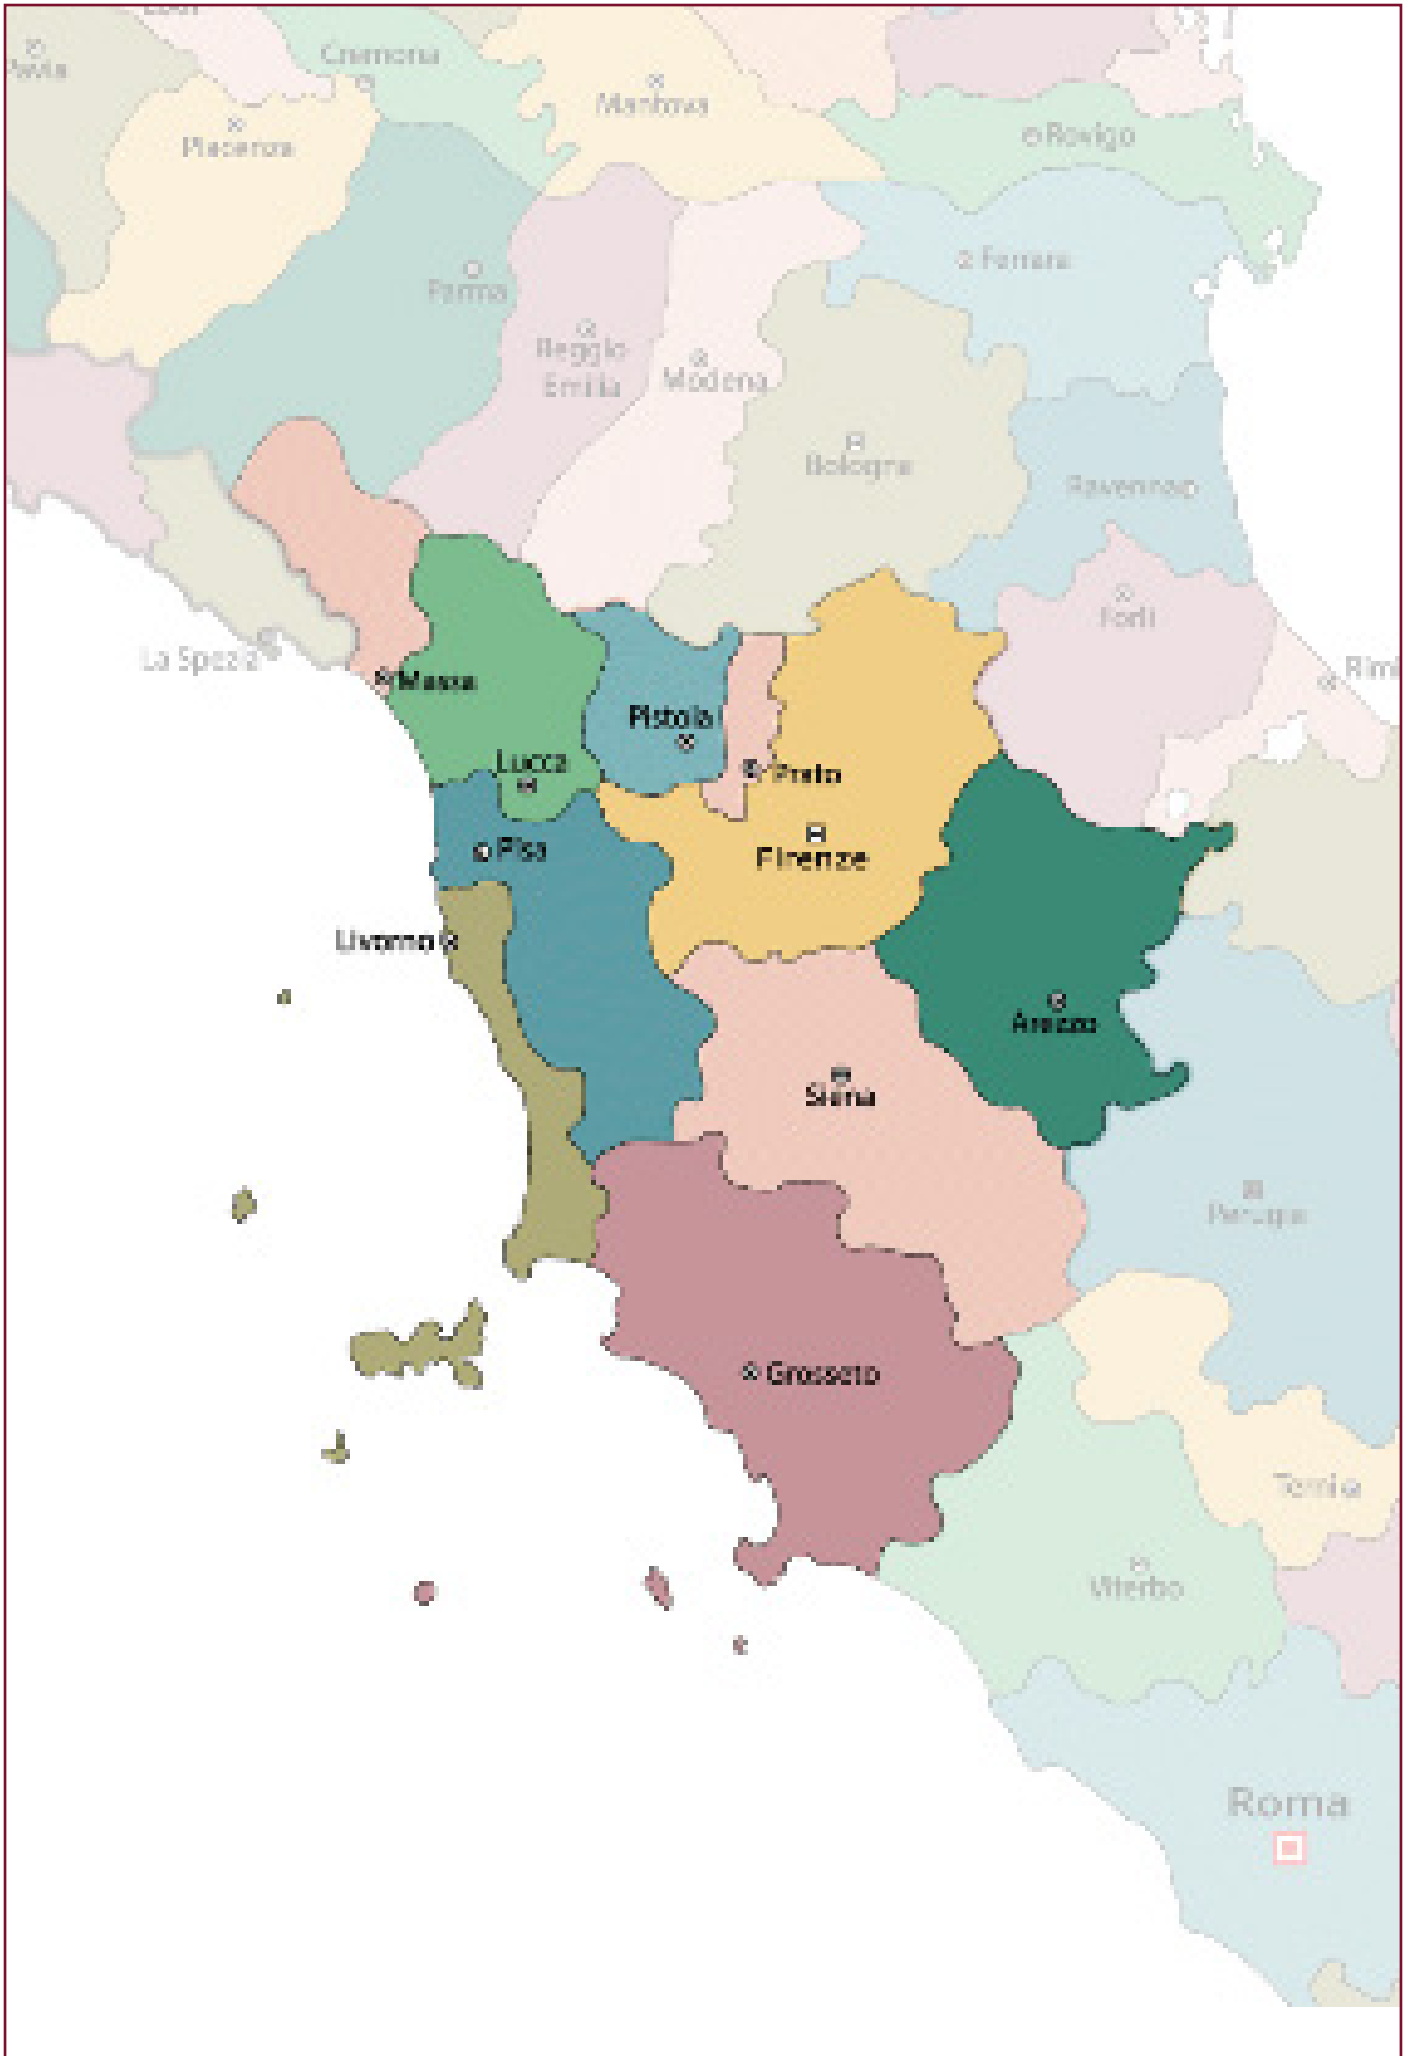 Cremona
Pavia
Mantova
Piacenza
Rovigo
Ferrara
Parma
Reggio
Emilia
Modena
Bologna
Ravenna
Forlì
La Spezia
Massa
Pistoia
Lucca
Prato
Pisa
Firenze
Livorno
Arezzo
Siena
Perugia
Grosseto
Terni
Viterbo
Roma